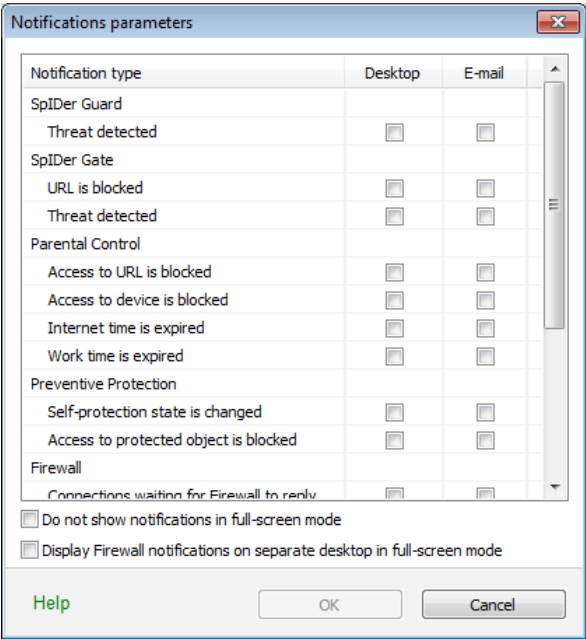 Notifications parameters
Notification type Desktop E-mail
SpIDer Guard
Threat detected
SpIDer Gate
URL is blocked
Threat detected
Parental Control
Access to URL is blocked
Access to device is blocked
Internet time is expired
Work time is expired
Preventive Protection
Self-protection state is changed
Access to protected object is blocked
Firewall
Connections waiting for Firewall to reply
Do not show notifications in full-screen mode
Display Firewall notifications on separate desktop in full-screen mode
Help OK Cancel